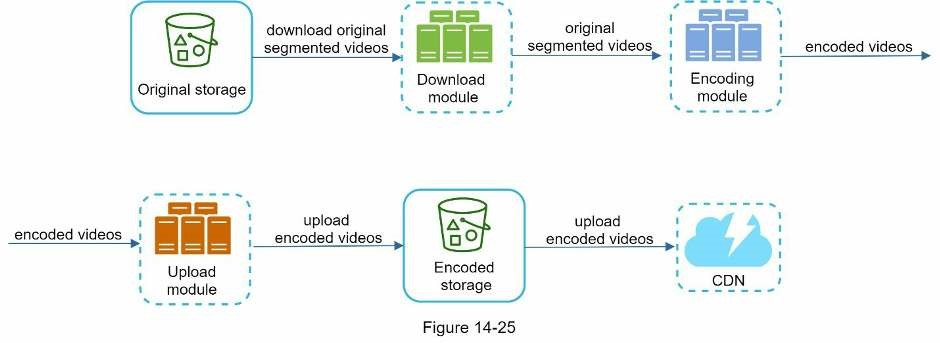 download original
segmented videos
original
segmented videos
encoded videos
Original storage
Download
module
Encoding
module
encoded videos
upload
encoded videos
upload
encoded videos
Upload
module
Encoded
storage
CDN
Figure 14-25